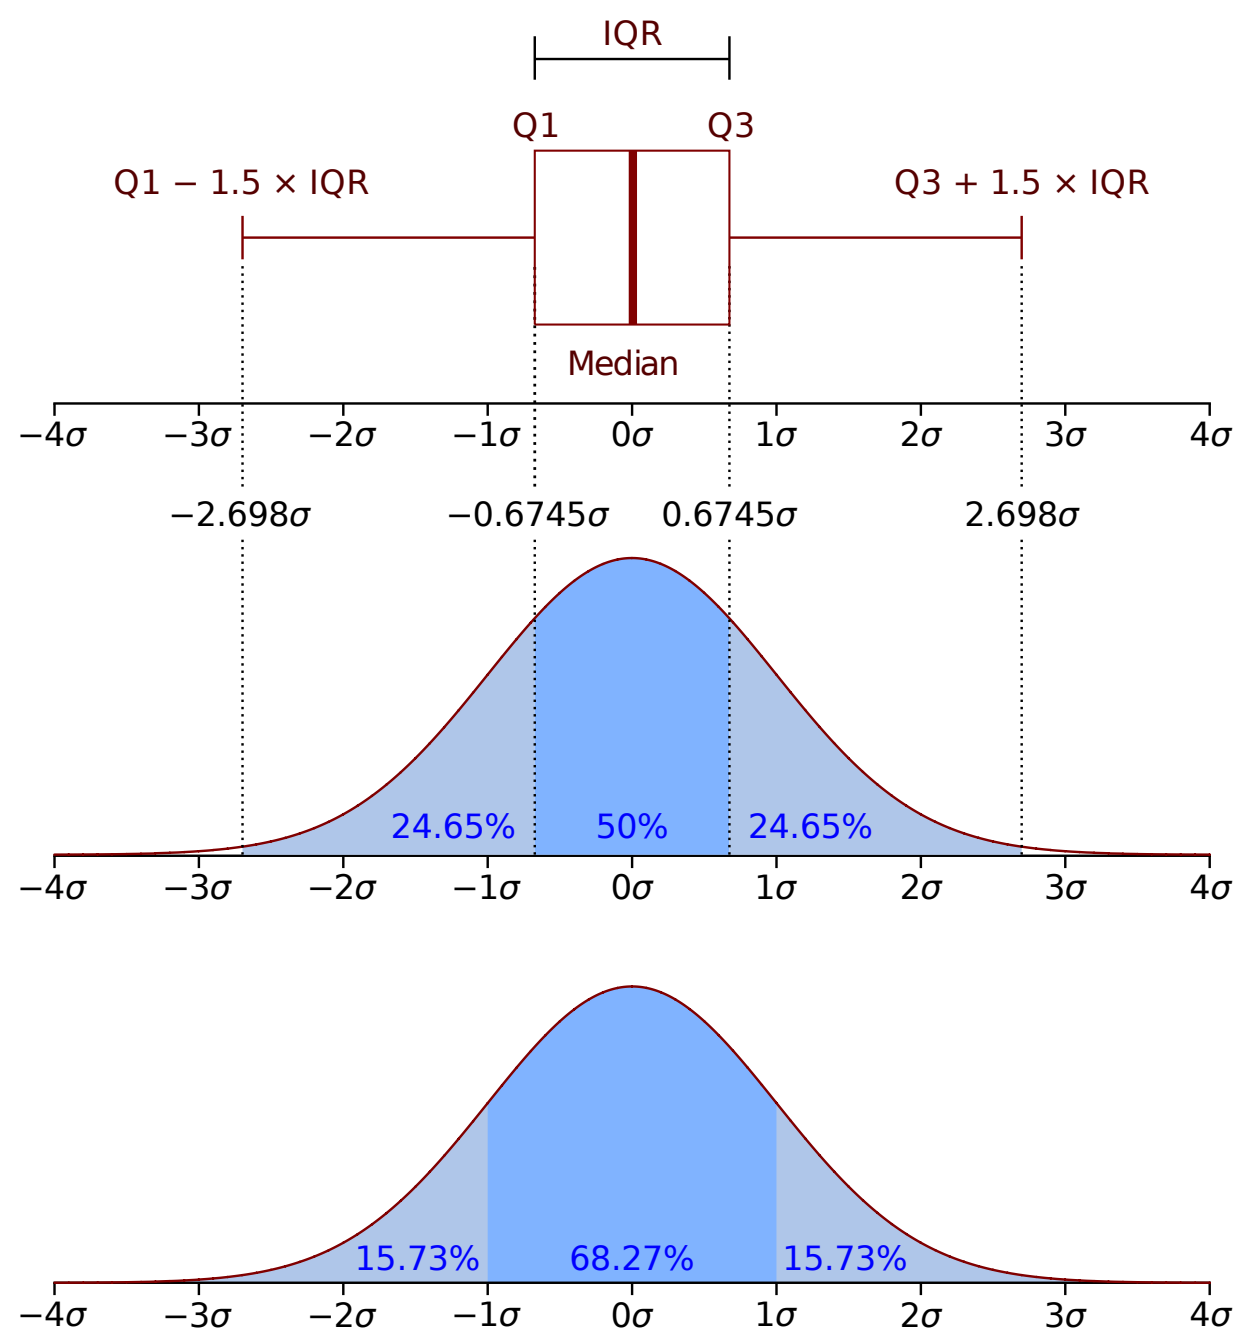 IQR
Q1 Q3
Q1 − 1.5 × IQR Q3 + 1.5 × IQR
Median
−4σ −3σ −2σ −1σ 0σ 1σ 2σ 3σ 4σ
−2.698σ −0.6745σ 0.6745σ 2.698σ
24.65% 50% 24.65%
−4σ −3σ −2σ −1σ 0σ 1σ 2σ 3σ 4σ
15.73% 68.27% 15.73%
−4σ −3σ −2σ −1σ 0σ 1σ 2σ 3σ 4σ